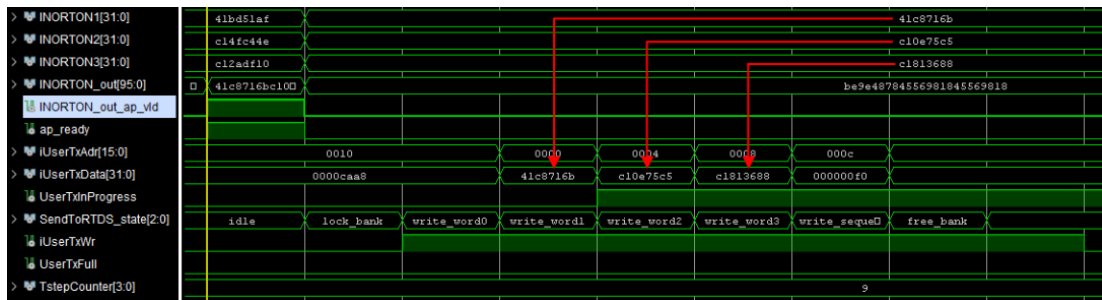 INORTON1[31:0] 41bd51af 41c8716b
INORTON2[31:0] c14fc44e c10e75c5
INORTON3[31:0] c12adf10 c1813688
INORTON_out[95:0] 41c8716bc10 be9e48784556981845569818
INORTON_out_ap_vld
ap_ready
iUserTxAdr[15:0] 0010 0000 0004 0008 000c
iUserTxData[31:0] 0000caa8 41c8716b c10e75c5 c1813688 000000f0
UserTxInProgress
SendToRTDS_state[2:0] idle lock_bank write_word0 write_word1 write_word2 write_word3 write_seque free_bank
iUserTxWr
UserTxFull
TstepCounter[3:0] 9